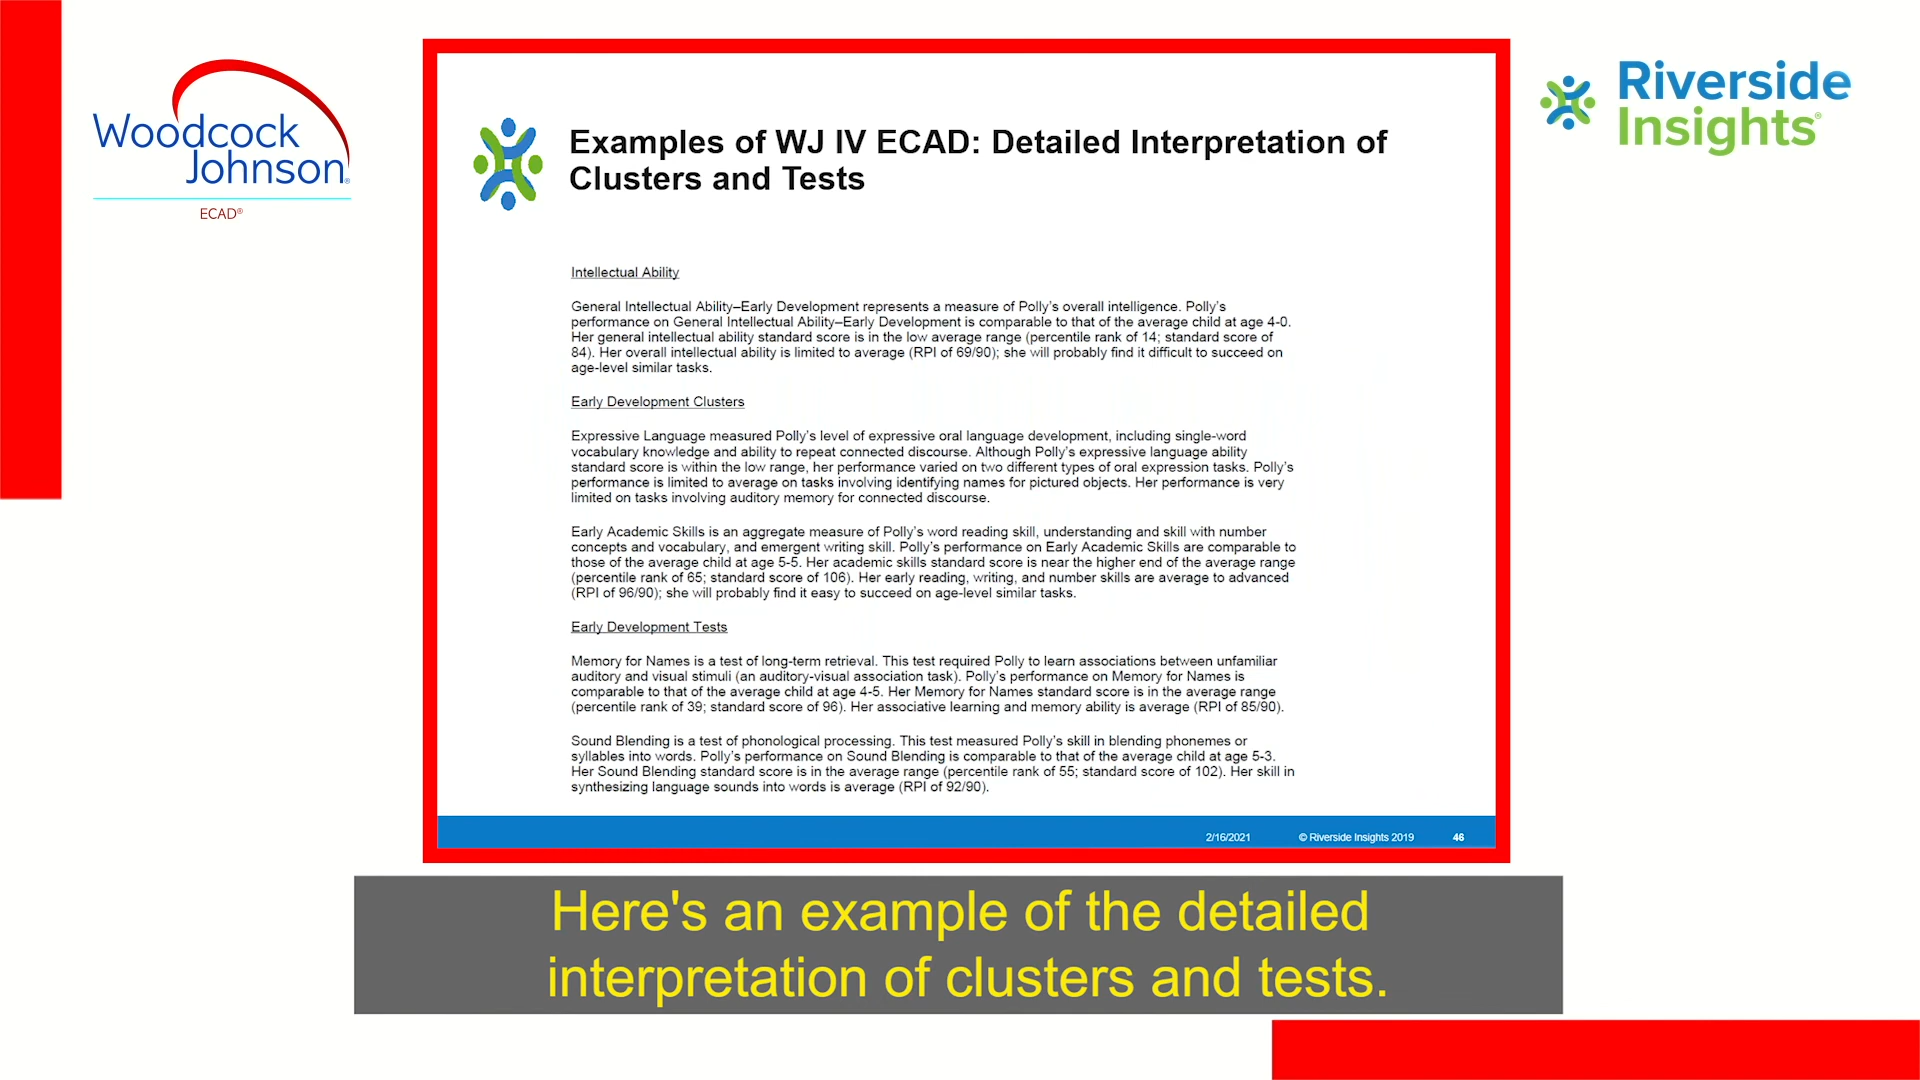 Woodcock
Johnson®
ECAD®
Riverside
Insights®
Examples of WJ IV ECAD: Detailed Interpretation of
Clusters and Tests
Intellectual Ability
General Intellectual Ability–Early Development represents a measure of Polly’s overall intelligence. Polly’s
performance on General Intellectual Ability–Early Development is comparable to that of the average child at age 4-0.
Her general intellectual ability standard score is in the low average range (percentile rank of 14; standard score of
84). Her overall intellectual ability is limited to average (RPI of 69/90); she will probably find it difficult to succeed on
age-level similar tasks.
Early Development Clusters
Expressive Language measured Polly’s level of expressive oral language development, including single-word
vocabulary knowledge and ability to repeat connected discourse. Although Polly’s expressive language ability
standard score is within the low range, her performance varied on two different types of oral expression tasks. Polly’s
performance is limited to average on tasks involving identifying names for pictured objects. Her performance is very
limited on tasks involving auditory memory for connected discourse.
Early Academic Skills is an aggregate measure of Polly’s word reading skill, understanding and skill with number
concepts and vocabulary, and emergent writing skill. Polly’s performance on Early Academic Skills are comparable to
those of the average child at age 5-5. Her academic skills standard score is near the higher end of the average range
(percentile rank of 65; standard score of 106). Her early reading, writing, and number skills are average to advanced
(RPI of 96/90); she will probably find it easy to succeed on age-level similar tasks.
Early Development Tests
Memory for Names is a test of long-term retrieval. This test required Polly to learn associations between unfamiliar
auditory and visual stimuli (an auditory-visual association task). Polly’s performance on Memory for Names is
comparable to that of the average child at age 4-5. Her Memory for Names standard score is in the average range
(percentile rank of 39; standard score of 96). Her associative learning and memory ability is average (RPI of 85/90).
Sound Blending is a test of phonological processing. This test measured Polly’s skill in blending phonemes or
syllables into words. Polly’s performance on Sound Blending is comparable to that of the average child at age 5-3.
Her Sound Blending standard score is in the average range (percentile rank of 55; standard score of 102). Her skill in
synthesizing language sounds into words is average (RPI of 92/90).
2/16/2021 © Riverside Insights 2019 46
Here's an example of the detailed
interpretation of clusters and tests.